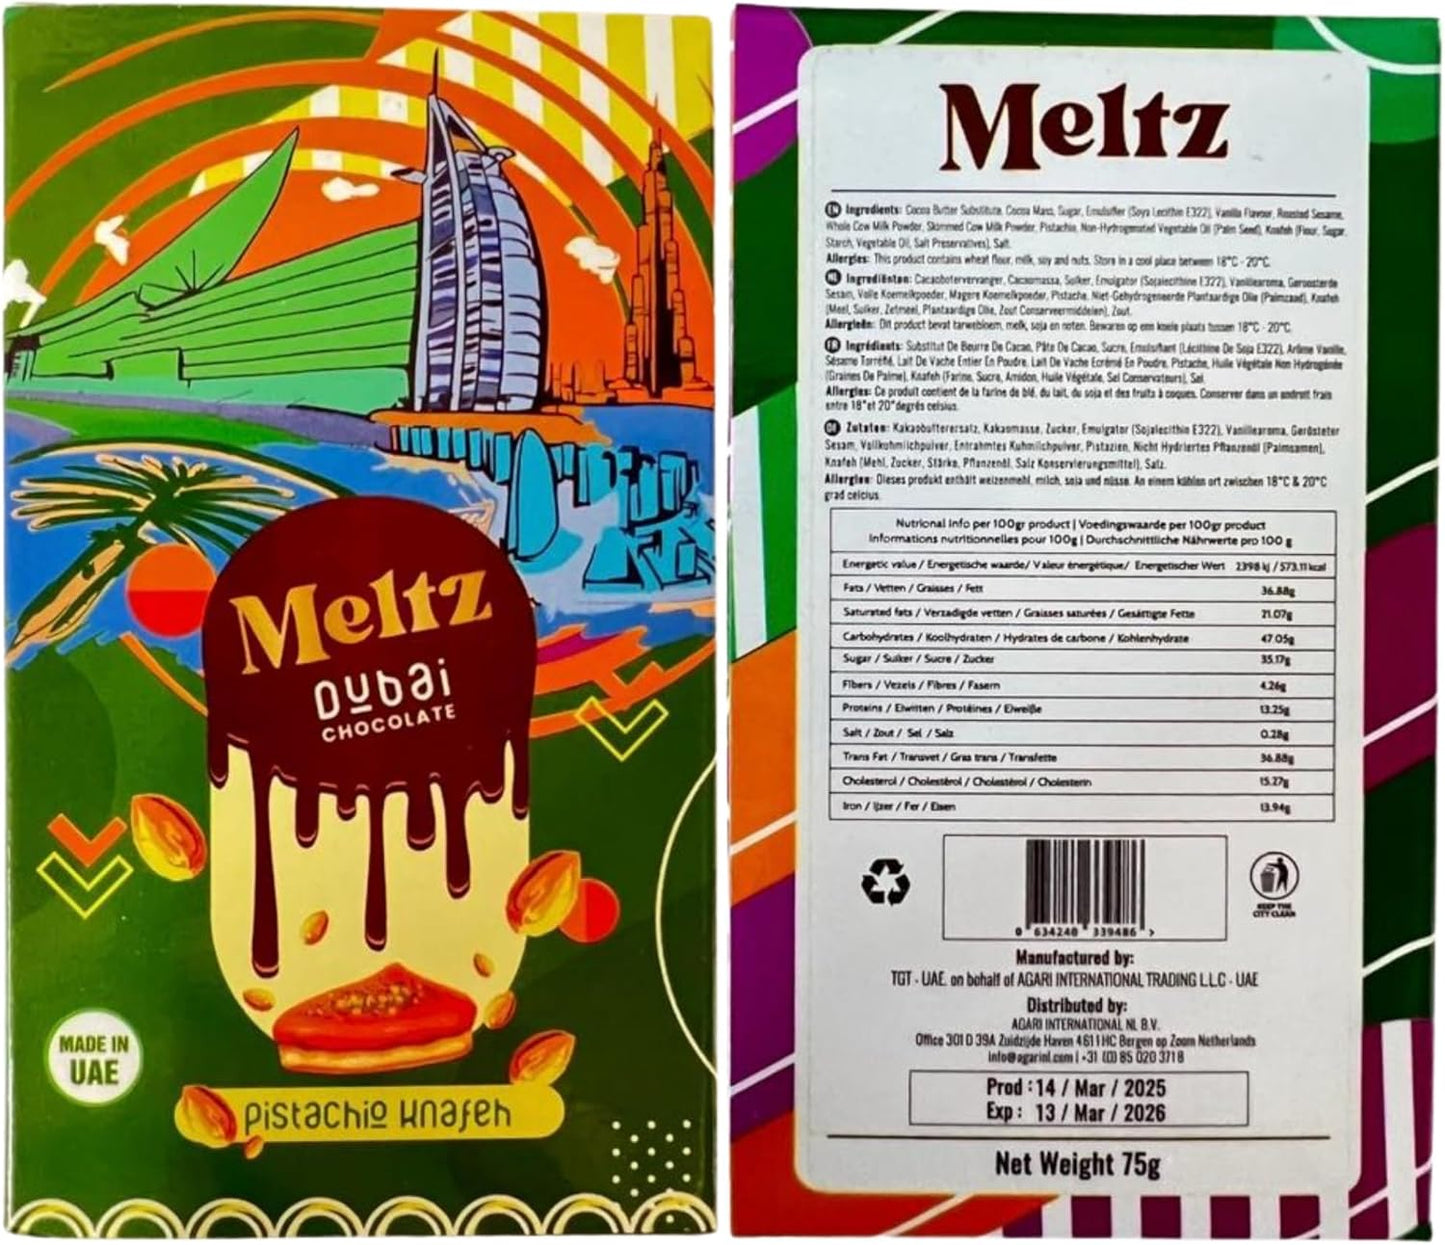 Meltz
Dubai
CHOCOLATE
MADE IN
UAE
Pistachio Knafeh
Meltz
EN Ingredients: Cocoa Butter Substitute, Cocoa Mass, Sugar, Emulsifier (Soya Lecithin E322), Vanilla Flavour, Roasted Sesame,
Whole Cow Milk Powder, Skimmed Cow Milk Powder, Pistachio, Non-Hydrogenated Vegetable Oil (Palm Seed), Knafeh (Flour, Sugar,
Starch, Vegetable Oil, Salt Preservatives), Salt.
Allergies: This product contains wheat flour, milk, soy and nuts. Store in a cool place between 18°C - 20°C.
NL Ingrediënten: Cacaobotervervanger, Cacaomassa, Suiker, Emulgator (Sojalecithine E322), Vanillearoma, Geroosterde
Sesam, Volle Koemelkpoeder, Magere Koemelkpoeder, Pistache, Niet-Gehydrogeneerde Plantaardige Olie (Palmzaad), Knafeh
(Meel, Suiker, Zetmeel, Plantaardige Olie, Zout Conserveermiddelen), Zout.
Allergieën: Dit product bevat tarwebloem, melk, soja en noten. Bewaren op een koele plaats tussen 18°C - 20°C.
FR Ingrédients: Substitut De Beurre De Cacao, Pâte De Cacao, Sucre, Emulsifiant (Lécithine De Soja E322), Arôme Vanille,
Sésame Torréfié, Lait De Vache Entier En Poudre, Lait De Vache Ecrémé En Poudre, Pistache, Huile Végétale Non Hydrogénée
(Graines De Palme), Knafeh (Farine, Sucre, Amidon, Huile Végétale, Sel Conservateurs), Sel.
Allergies: Ce produit contient de la farine de blé, du lait, du soja et des fruits à coques. Conserver dans un endroit frais
entre 18°et 20°degrés celsius.
DE Zutaten: Kakaobutterersatz, Kakaomasse, Zucker, Emulgator (Sojalecithin E322), Vanillearoma, Gerösteter
Sesam, Vollkuhmilchpulver, Entrahmtes Kuhmilchpulver, Pistazien, Nicht Hydriertes Pflanzenöl (Palmsamen),
Knafeh (Mehl, Zucker, Stärke, Pflanzenöl, Salz Konservierungsmittel), Salz.
Allergien: Dieses produkt enthält weizenmehl, milch, soja und nüsse. An einem kühlen ort zwischen 18°C & 20°C
grad celcius.
Nutrional Info per 100gr product | Voedingswaarde per 100gr product
Informations nutritionnelles pour 100g | Durchschnittliche Nährwerte pro 100 g
Energetic value / Energetische waarde/ Valeur énergétique/ Energetischer Wert 2398 kj / 573.11 kcal
Fats / Vetten / Graisses / Fett 36.88g
Saturated fats / Verzadigde vetten / Graisses saturées / Gesättigte Fette 21.07g
Carbohydrates / Koolhydraten / Hydrates de carbone / Kohlenhydrate 47.05g
Sugar / Suiker / Sucre / Zucker 35.17g
Fibers / Vezels / Fibres / Fasern 4.26g
Proteins / Eiwitten / Protéines / Eiweiße 13.25g
Salt / Zout / Sel / Salz 0.28g
Trans Fat / Transvet / Gras trans / Transfette 36.88g
Cholesterol / Cholestérol / Cholestérol / Cholesterin 15.27g
Iron / Ijzer / Fer / Eisen 13.94g
0 634240 339486 >
KEEP THE
CITY CLEAN
Manufactured by:
TGT - UAE. on behalf of AGARI INTERNATIONAL TRADING L.L.C - UAE
Distributed by:
AGARI INTERNATIONAL NL B.V.
Office 301 D 39A Zuidzijde Haven 4611HC Bergen op Zoom Netherlands
info@agarinl.com | +31 (0) 85 020 3718
Prod : 14 / Mar / 2025
Exp : 13 / Mar / 2026
Net Weight 75g